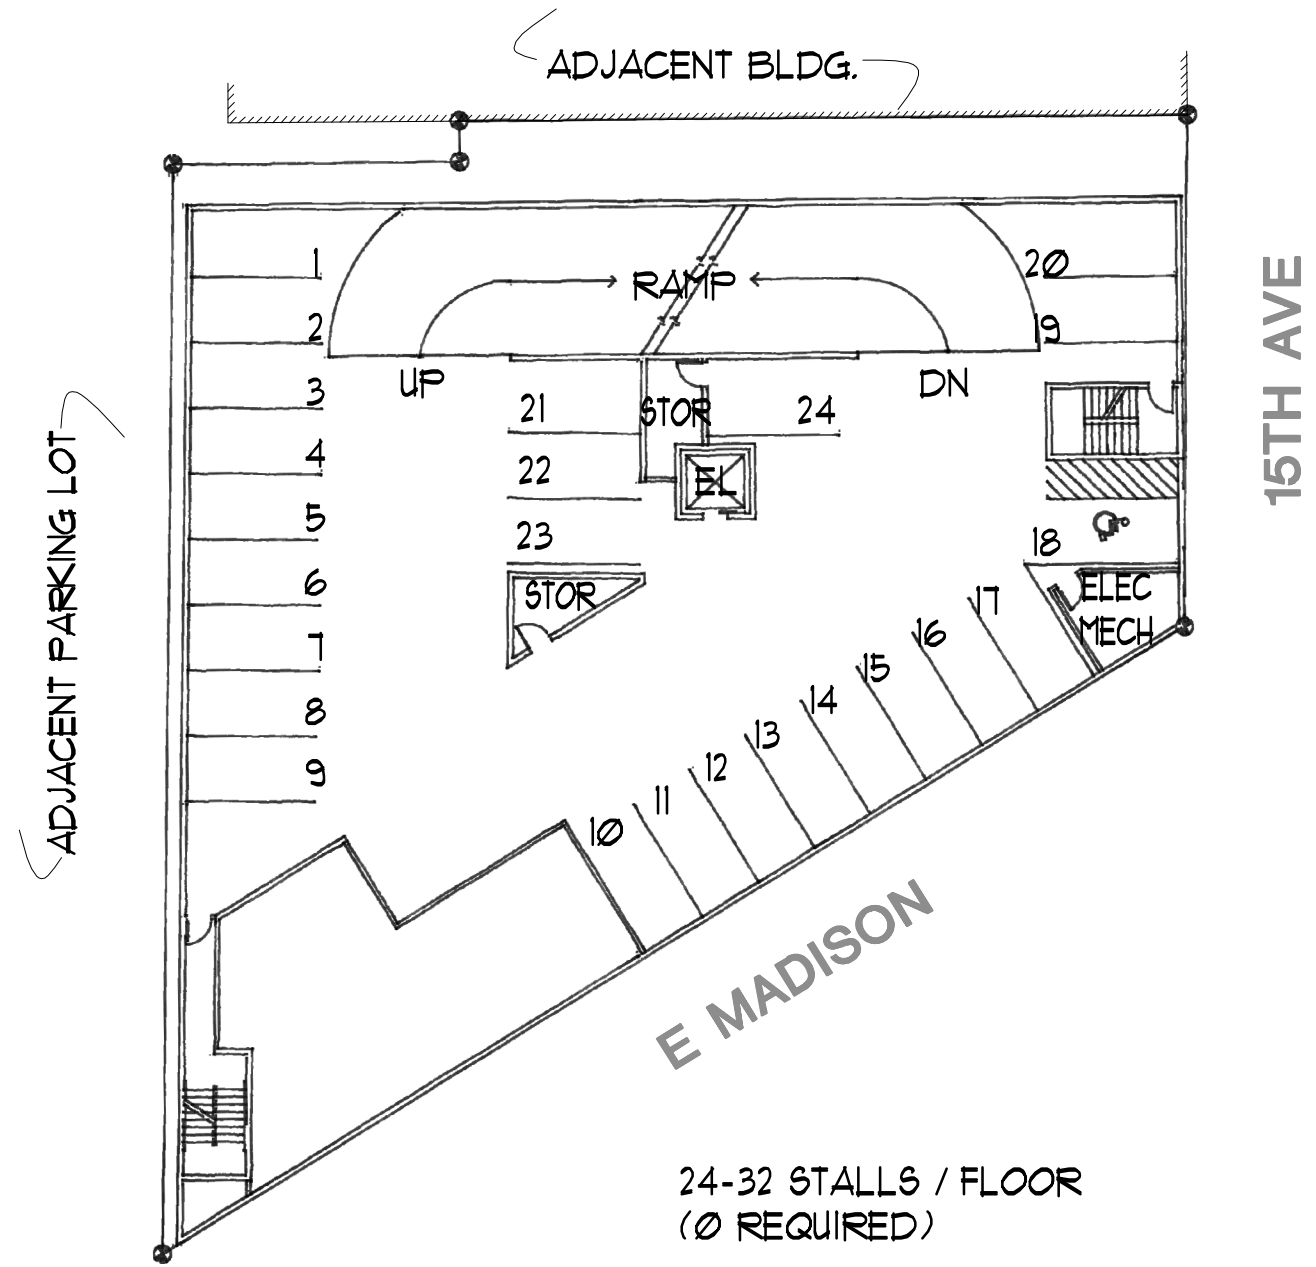 ADJACENT BLDG.
1
20
RAMP
2
19
UP
DN
3
21
STOR
24
4
22
EL
5
23
18
6
STOR
ELEC
MECH
7
17
16
15
8
14
13
9
12
11
10
ADJACENT PARKING LOT
15TH AVE
E MADISON
24-32 STALLS / FLOOR
(Ø REQUIRED)